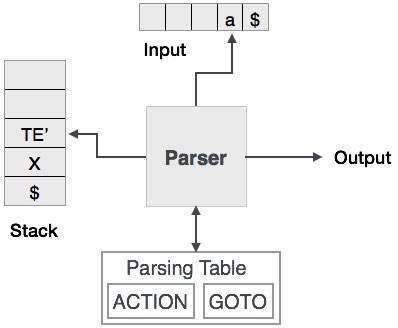 a $
Input
TE’
X
$
Stack
Parser
Output
Parsing Table
ACTION GOTO